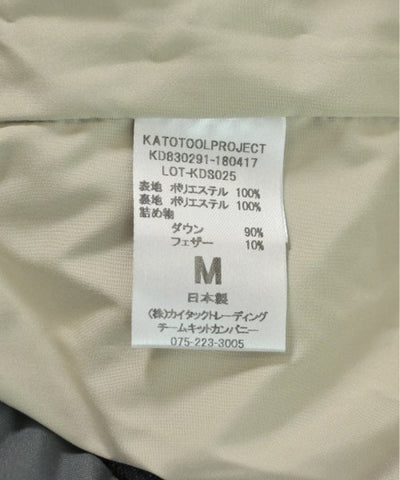 KATOTOOLPROJECT
KD830291-180417
LOT-KDS025
表地 ポリエステル 100%
裏地 ポリエステル 100%
詰め物
ダウン 90%
フェザー 10%
M
日本製
(株)カイタックトレーディング
チームキットカンパニー
075-223-3005